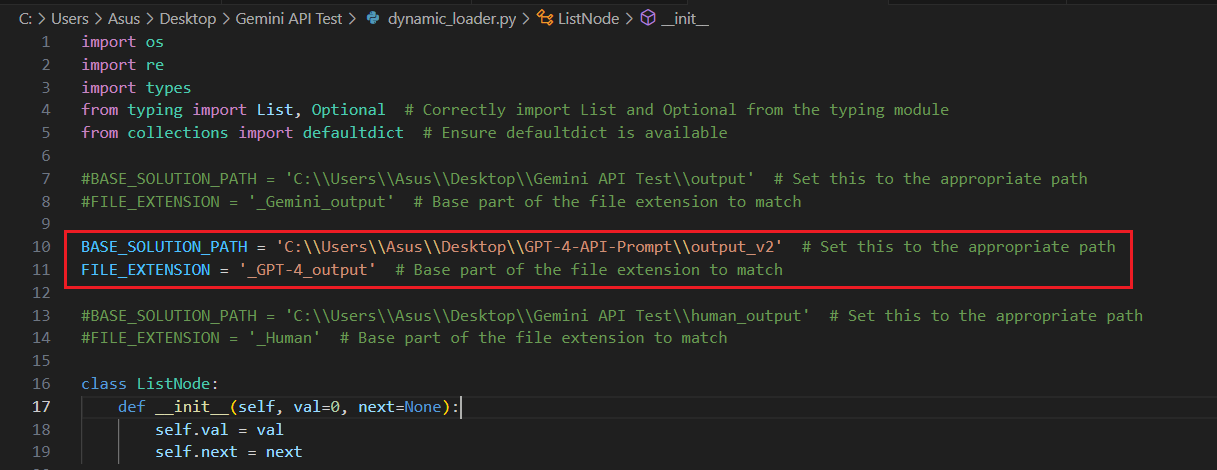 C: > Users > Asus > Desktop > Gemini API Test > dynamic_loader.py > ListNode > __init__
1 import os
2 import re
3 import types
4 from typing import List, Optional  # Correctly import List and Optional from the typing module
5 from collections import defaultdict  # Ensure defaultdict is available
6
7 #BASE_SOLUTION_PATH = 'C:\\Users\\Asus\\Desktop\\Gemini API Test\\output'  # Set this to the appropriate path
8 #FILE_EXTENSION = '_Gemini_output'  # Base part of the file extension to match
9
10 BASE_SOLUTION_PATH = 'C:\\Users\\Asus\\Desktop\\GPT-4-API-Prompt\\output_v2'  # Set this to the appropriate path
11 FILE_EXTENSION = '_GPT-4_output'  # Base part of the file extension to match
12
13 #BASE_SOLUTION_PATH = 'C:\\Users\\Asus\\Desktop\\Gemini API Test\\human_output'  # Set this to the appropriate path
14 #FILE_EXTENSION = '_Human'  # Base part of the file extension to match
15
16 class ListNode:
17     def __init__(self, val=0, next=None):
18         self.val = val
19         self.next = next